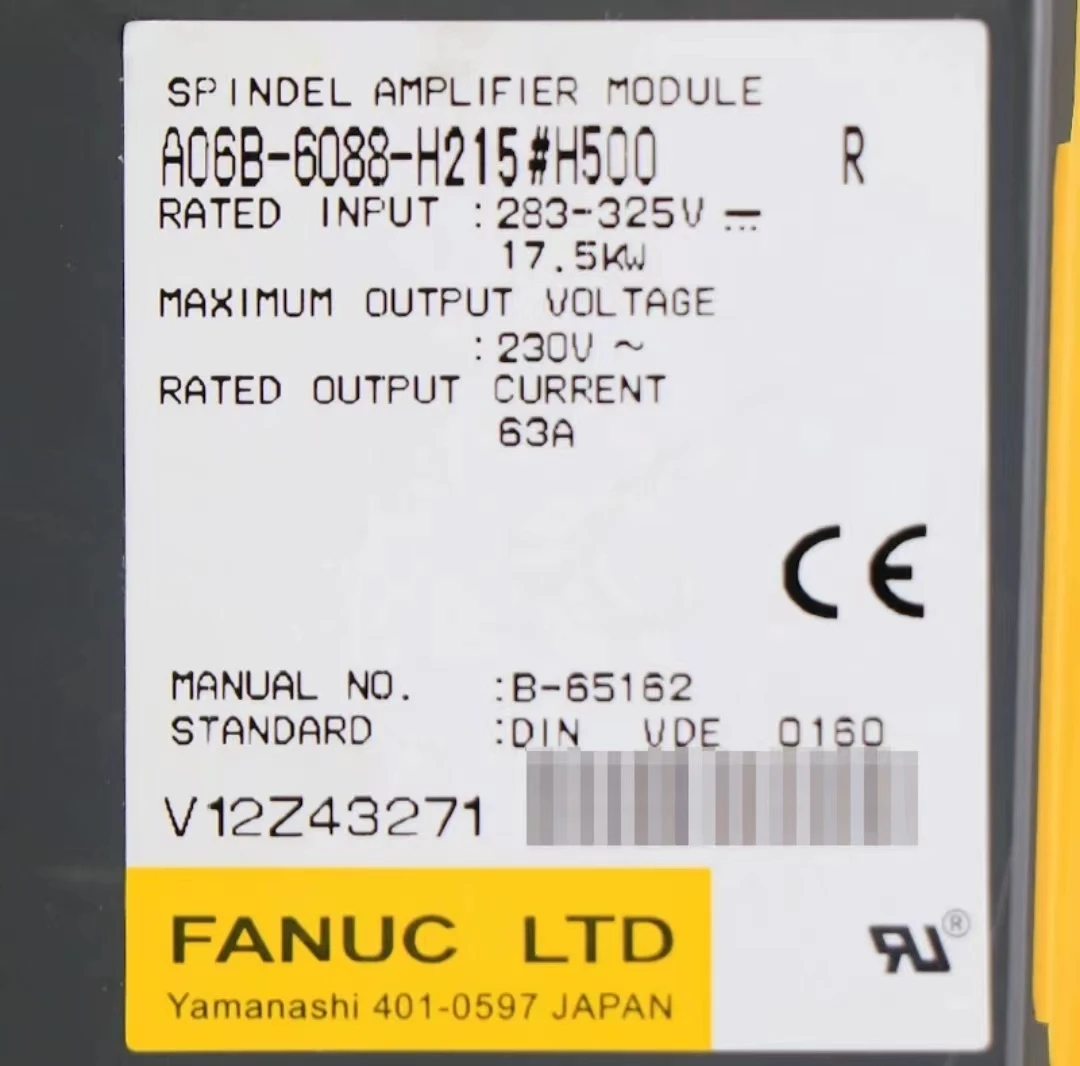 SPINDEL AMPLIFIER MODULE
A06B-6088-H215#H500 R
RATED INPUT :283-325V ⎓
17.5KW
MAXIMUM OUTPUT VOLTAGE
:230V ~
RATED OUTPUT CURRENT
63A
CE
MANUAL NO. :B-65162
STANDARD :DIN VDE 0160
V12Z43271
FANUC LTD
Yamanashi 401-0597 JAPAN
RU®